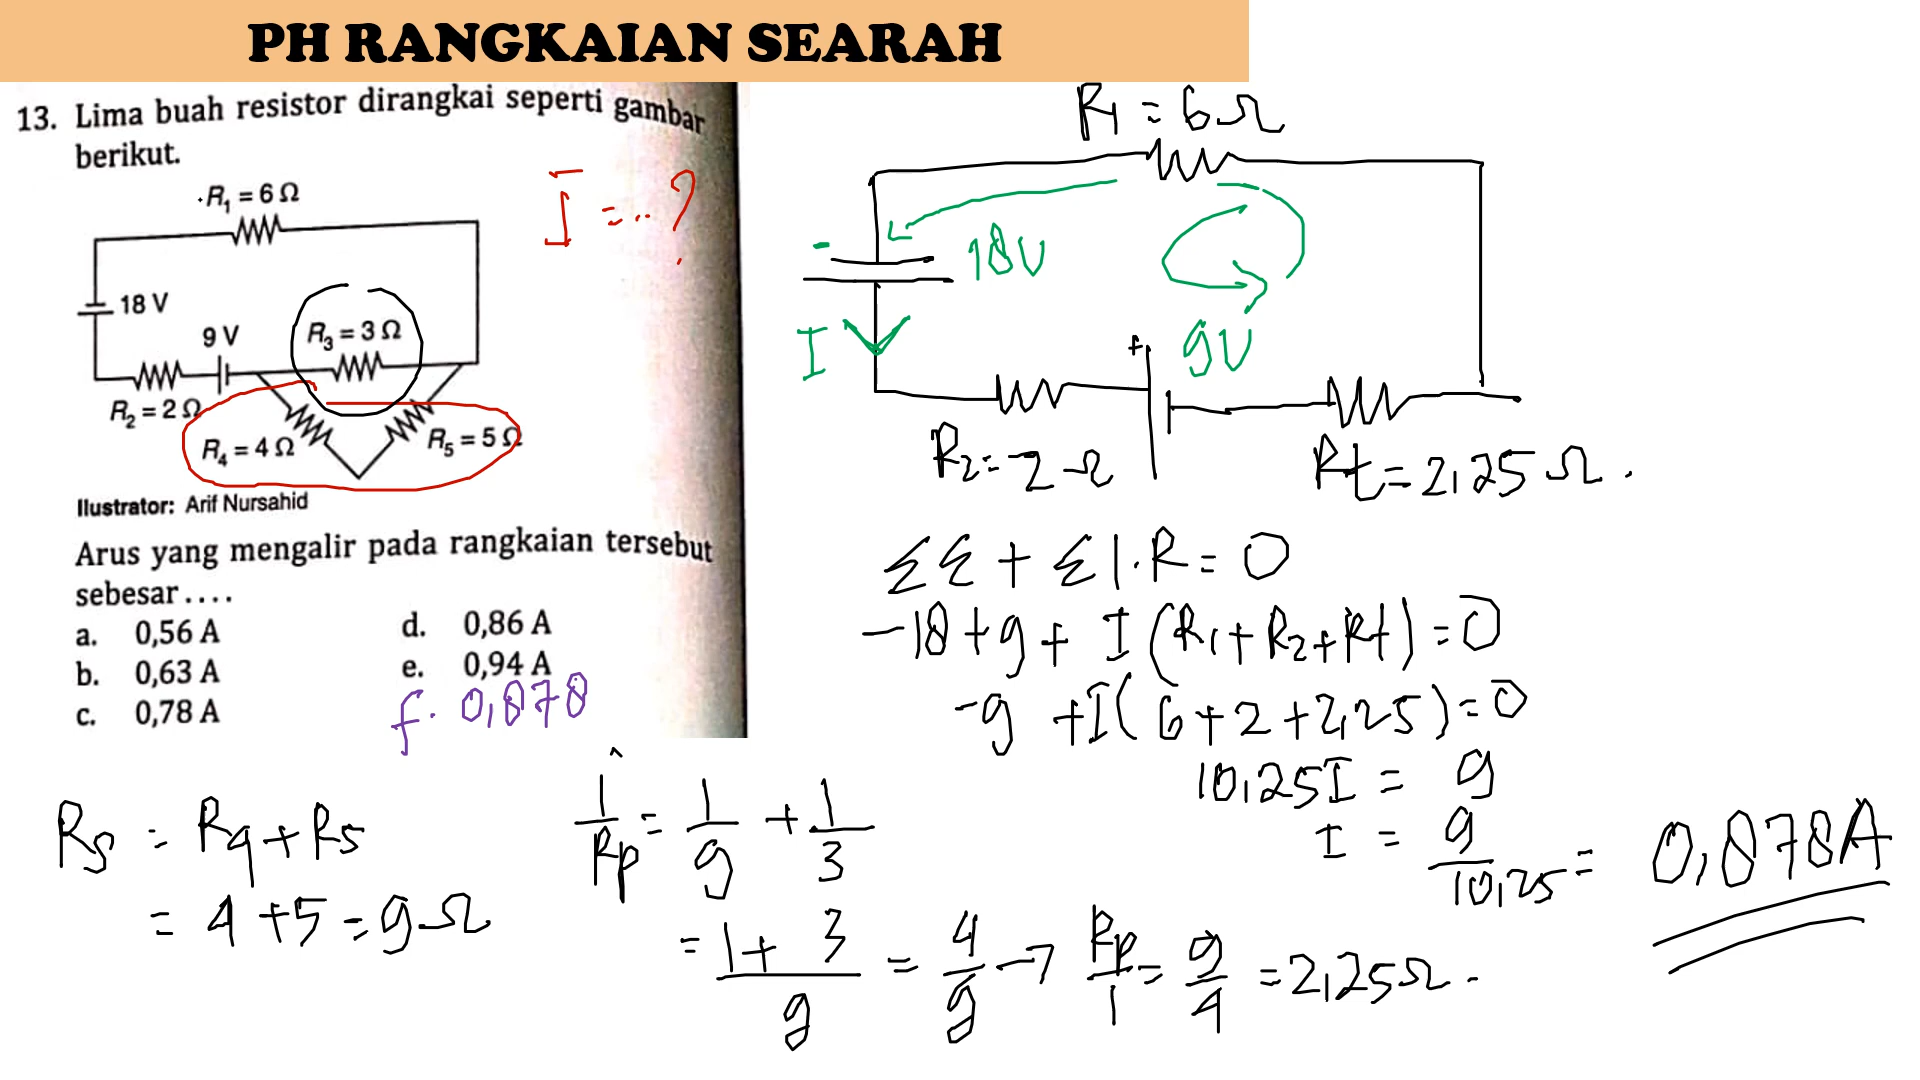 PH RANGKAIAN SEARAH
13. Lima buah resistor dirangkai seperti gambar
berikut.
R₁ = 6 Ω
18 V
9 V
R₃ = 3 Ω
R₂ = 2 Ω
R₄ = 4 Ω
R₅ = 5 Ω
Ilustrator: Arif Nursahid
Arus yang mengalir pada rangkaian tersebut
sebesar ....
a. 0,56 A
b. 0,63 A
c. 0,78 A
d. 0,86 A
e. 0,94 A
f. 0,878
I = .. ?
R1 = 6Ω
-
18V
I
+
9V
R2 = 2Ω
Rt = 2,25 Ω.
Σε + ΣI.R = 0
-18+9+ I (R1+R2+Rt) = 0
-9 +I( 6+2+2,25) = 0
10,25I = 9
I = 9/10,25 = 0,878A
Rs = R4+R5
= 4+5 = 9Ω
1/Rp = 1/9 + 1/3
= 1+ 3/9 = 4/9 → Rp/1 = 9/4 = 2,25Ω.